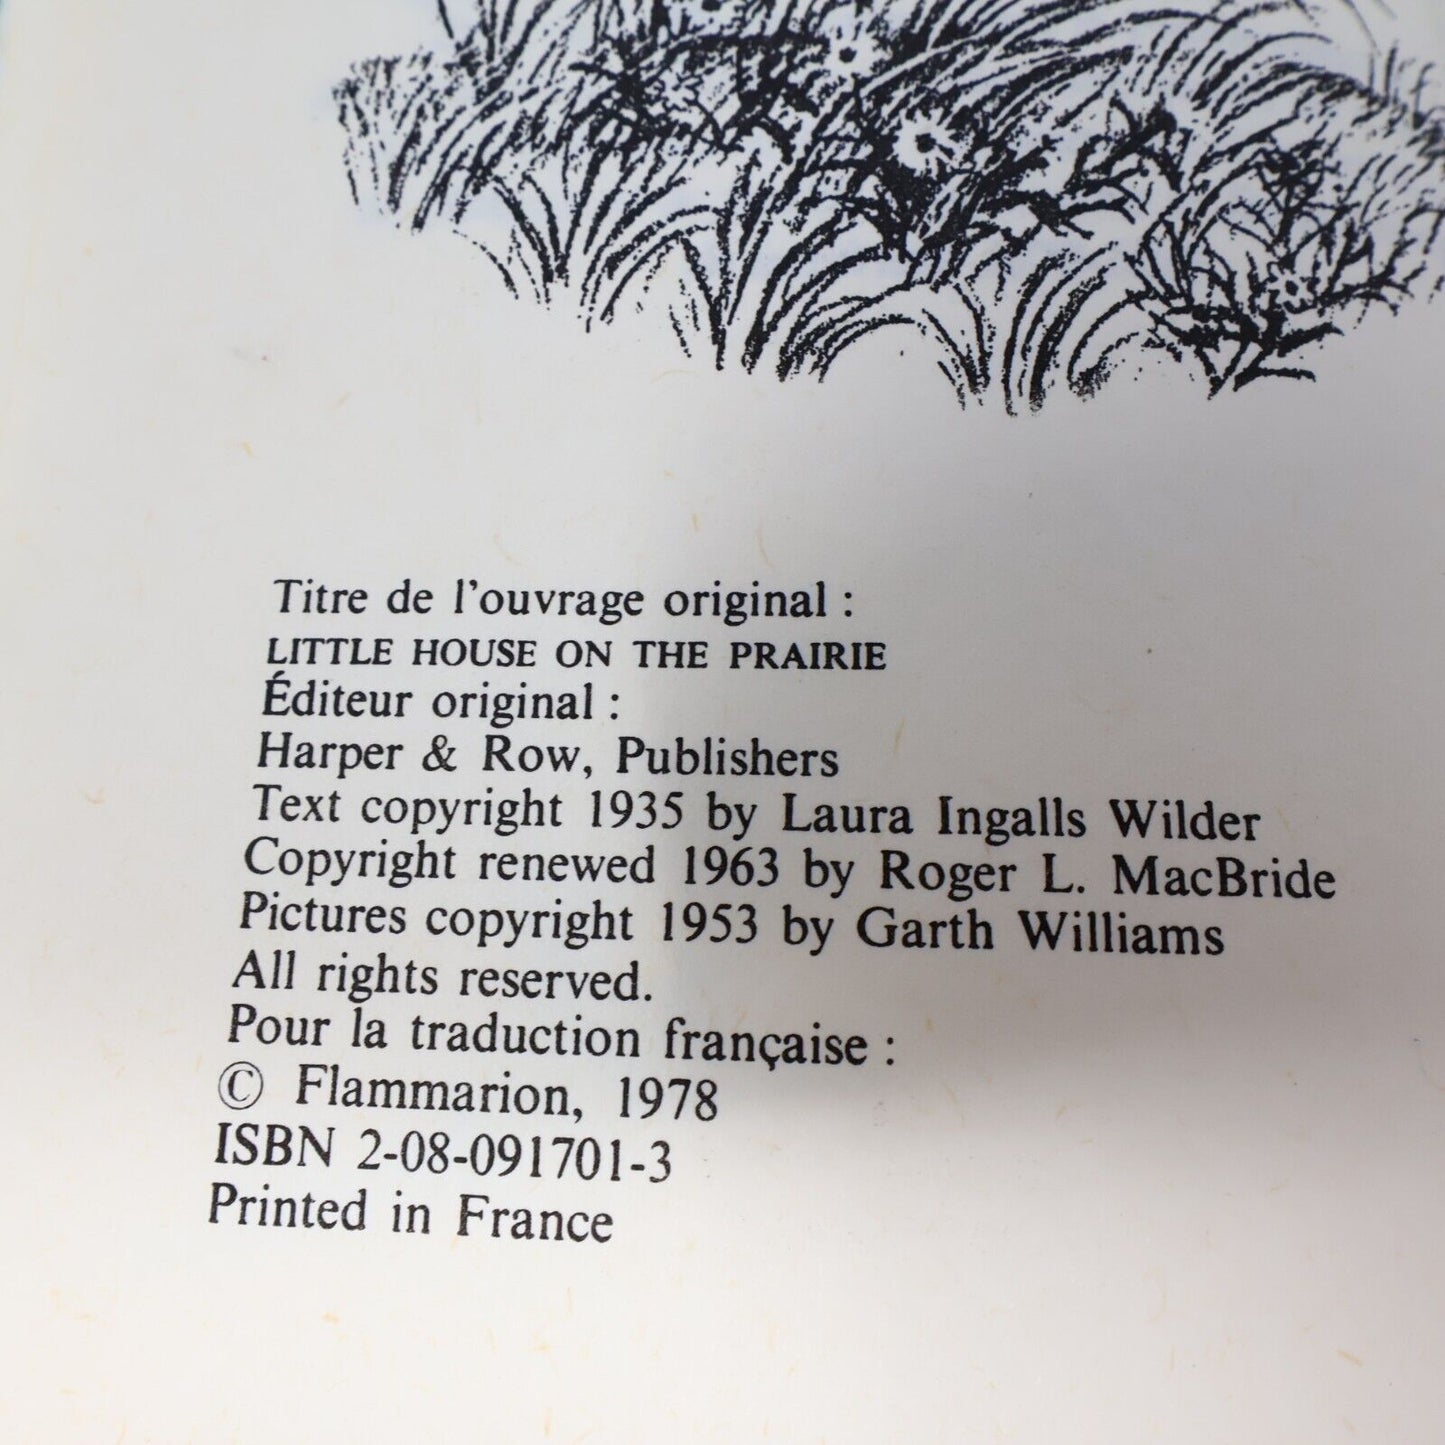 Titre de l'ouvrage original :
LITTLE HOUSE ON THE PRAIRIE
Éditeur original :
Harper & Row, Publishers
Text copyright 1935 by Laura Ingalls Wilder
Copyright renewed 1963 by Roger L. MacBride
Pictures copyright 1953 by Garth Williams
All rights reserved.
Pour la traduction française :
© Flammarion, 1978
ISBN 2-08-091701-3
Printed in France